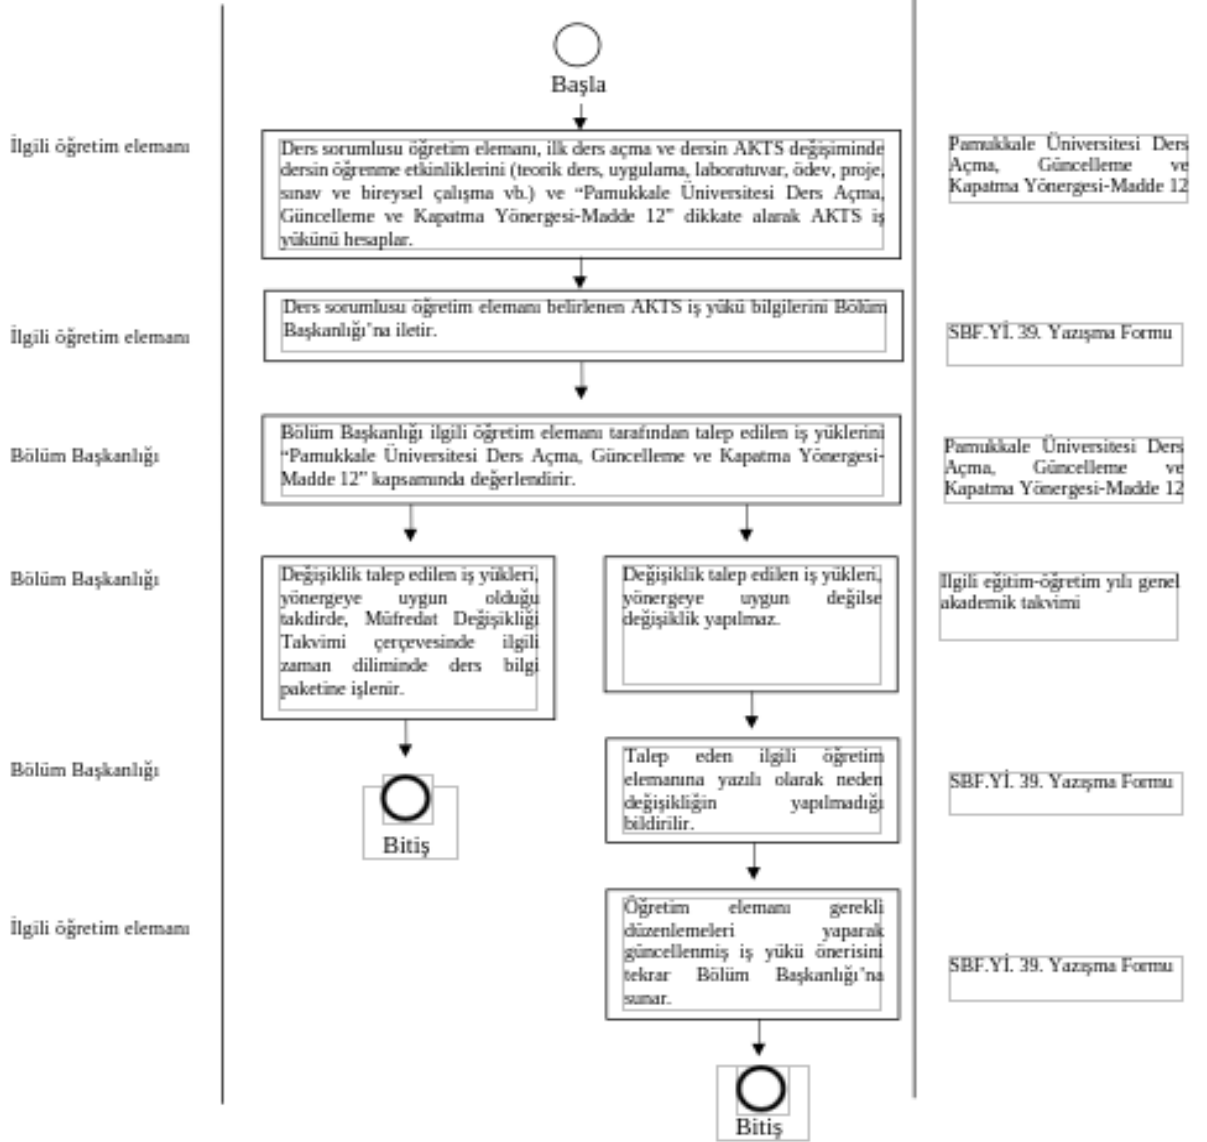 Başla
İlgili öğretim elemanı
Ders sorumlusu öğretim elemanı, ilk ders açma ve dersin AKTS değişiminde
dersin öğrenme etkinliklerini (teorik ders, uygulama, laboratuvar, ödev, proje,
sınav ve bireysel çalışma vb.) ve “Pamukkale Üniversitesi Ders Açma,
Güncelleme ve Kapatma Yönergesi-Madde 12” dikkate alarak AKTS iş
yükünü hesaplar.
Pamukkale Üniversitesi Ders
Açma, Güncelleme ve
Kapatma Yönergesi-Madde 12
İlgili öğretim elemanı
Ders sorumlusu öğretim elemanı belirlenen AKTS iş yükü bilgilerini Bölüm
Başkanlığı’na iletir.
SBF.Yİ. 39. Yazışma Formu
Bölüm Başkanlığı
Bölüm Başkanlığı ilgili öğretim elemanı tarafından talep edilen iş yüklerini
“Pamukkale Üniversitesi Ders Açma, Güncelleme ve Kapatma Yönergesi-
Madde 12” kapsamında değerlendirir.
Pamukkale Üniversitesi Ders
Açma, Güncelleme ve
Kapatma Yönergesi-Madde 12
Bölüm Başkanlığı
Değişiklik talep edilen iş yükleri,
yönergeye uygun olduğu
takdirde, Müfredat Değişikliği
Takvimi çerçevesinde ilgili
zaman diliminde ders bilgi
paketine işlenir.
Değişiklik talep edilen iş yükleri,
yönergeye uygun değilse
değişiklik yapılmaz.
İlgili eğitim-öğretim yılı genel
akademik takvimi
Bölüm Başkanlığı
Bitiş
Talep eden ilgili öğretim
elemanına yazılı olarak neden
değişikliğin yapılmadığı
bildirilir.
SBF.Yİ. 39. Yazışma Formu
İlgili öğretim elemanı
Öğretim elemanı gerekli
düzenlemeleri yaparak
güncellenmiş iş yükü önerisini
tekrar Bölüm Başkanlığı’na
sunar.
SBF.Yİ. 39. Yazışma Formu
Bitiş